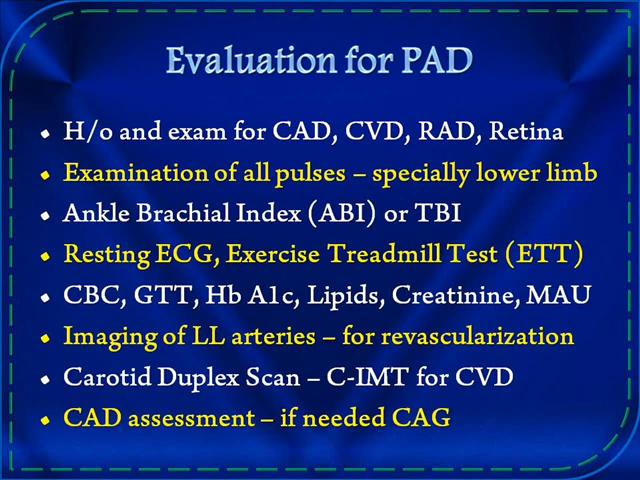 Evaluation for PAD
• H/o and exam for CAD, CVD, RAD, Retina
• Examination of all pulses – specially lower limb
• Ankle Brachial Index (ABI) or TBI
• Resting ECG, Exercise Treadmill Test (ETT)
• CBC, GTT, Hb A1c, Lipids, Creatinine, MAU
• Imaging of LL arteries – for revascularization
• Carotid Duplex Scan – C-IMT for CVD
• CAD assessment – if needed CAG